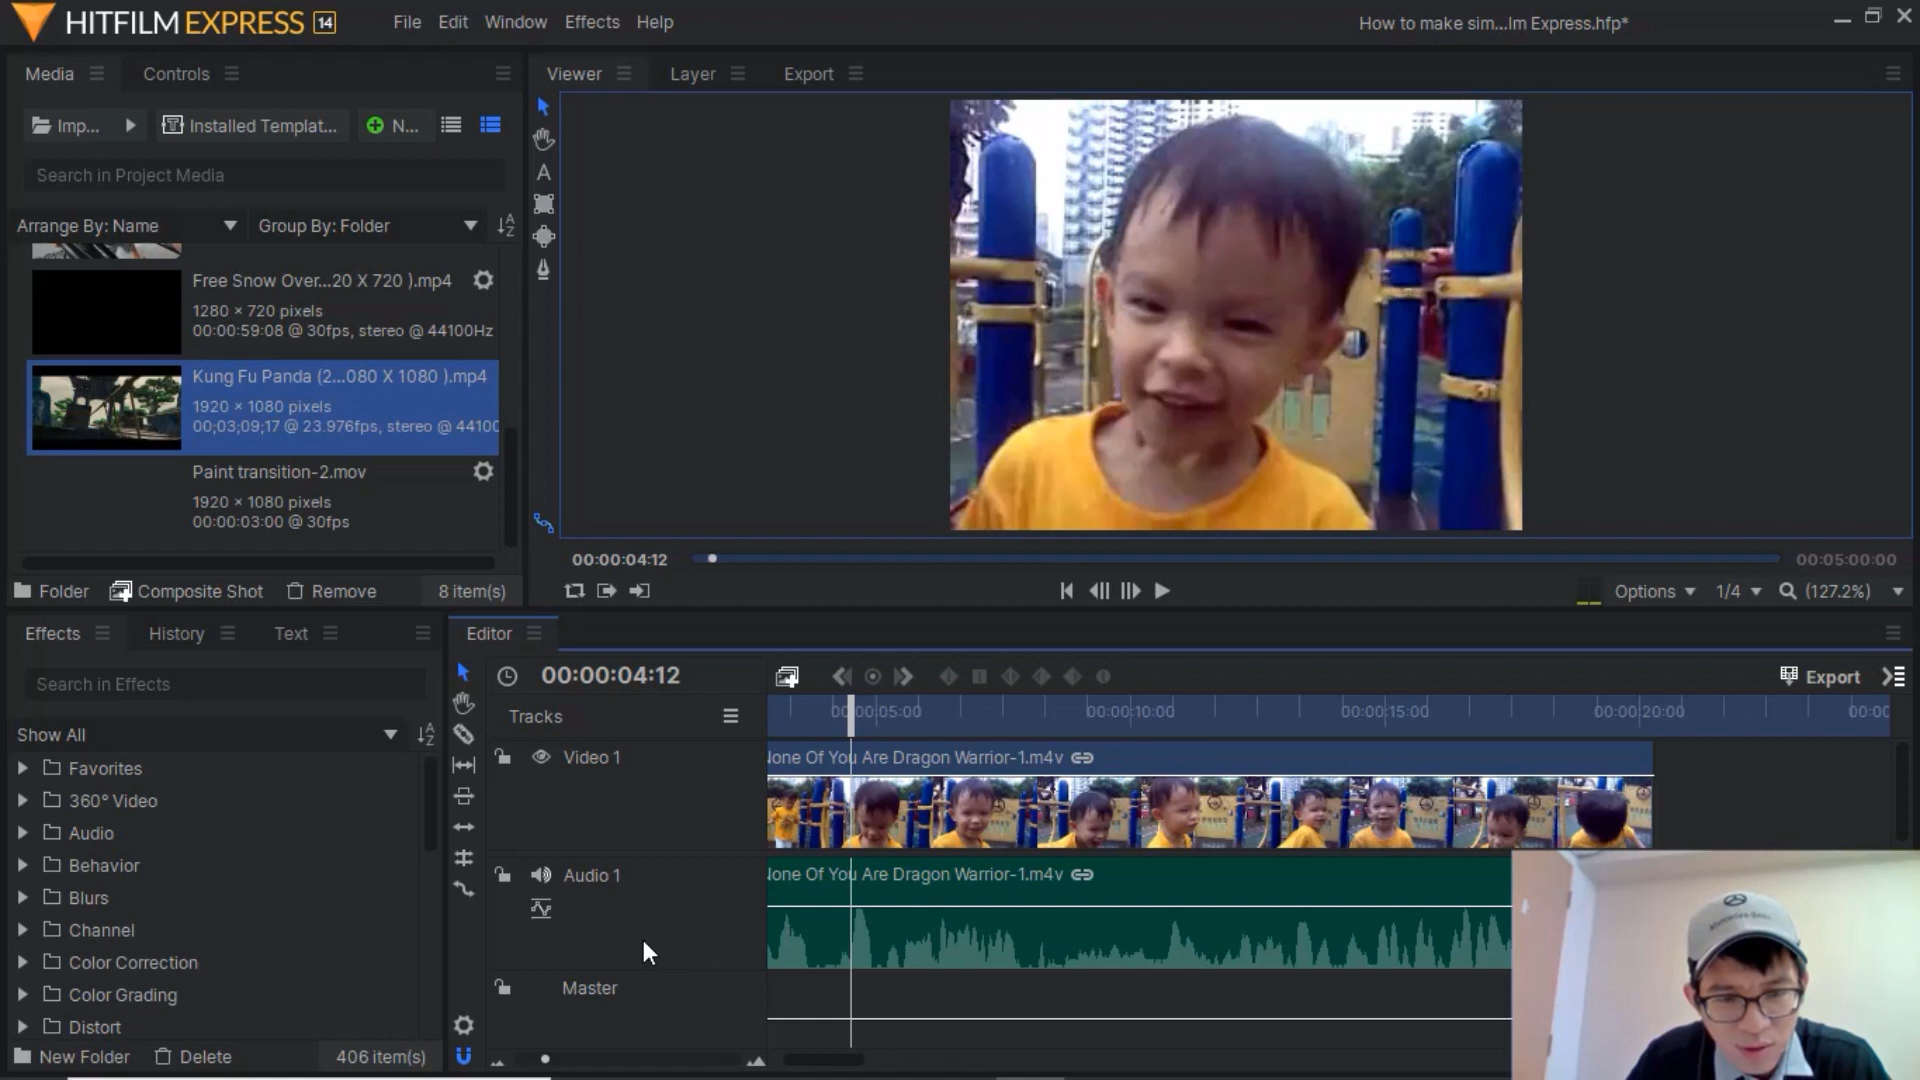 HITFILM EXPRESS 14 File Edit Window Effects Help How to make sim...lm Express.hfp*
Media Controls Viewer Layer Export
Imp... Installed Templat... N...
Search in Project Media
Arrange By: Name Group By: Folder
Free Snow Over...20 X 720 ).mp4
1280 × 720 pixels
00:00:59:08 @ 30fps, stereo @ 44100Hz
Kung Fu Panda (2...080 X 1080 ).mp4
1920 × 1080 pixels
00;03;09;17 @ 23.976fps, stereo @ 44100
Paint transition-2.mov
1920 × 1080 pixels
00:00:03:00 @ 30fps
00:00:04:12 00:05:00:00
Folder Composite Shot Remove 8 item(s)
Options 1/4 (127.2%)
Effects History Text
Editor
Search in Effects
00:00:04:12
Export
Show All
Tracks
00:00:05:00 00:00:10:00 00:00:15:00 00:00:20:00 00:00
Favorites
360° Video
Audio
Behavior
Blurs
Channel
Color Correction
Color Grading
Distort
New Folder Delete 406 item(s)
Video 1
None Of You Are Dragon Warrior-1.m4v
Audio 1
None Of You Are Dragon Warrior-1.m4v
Master